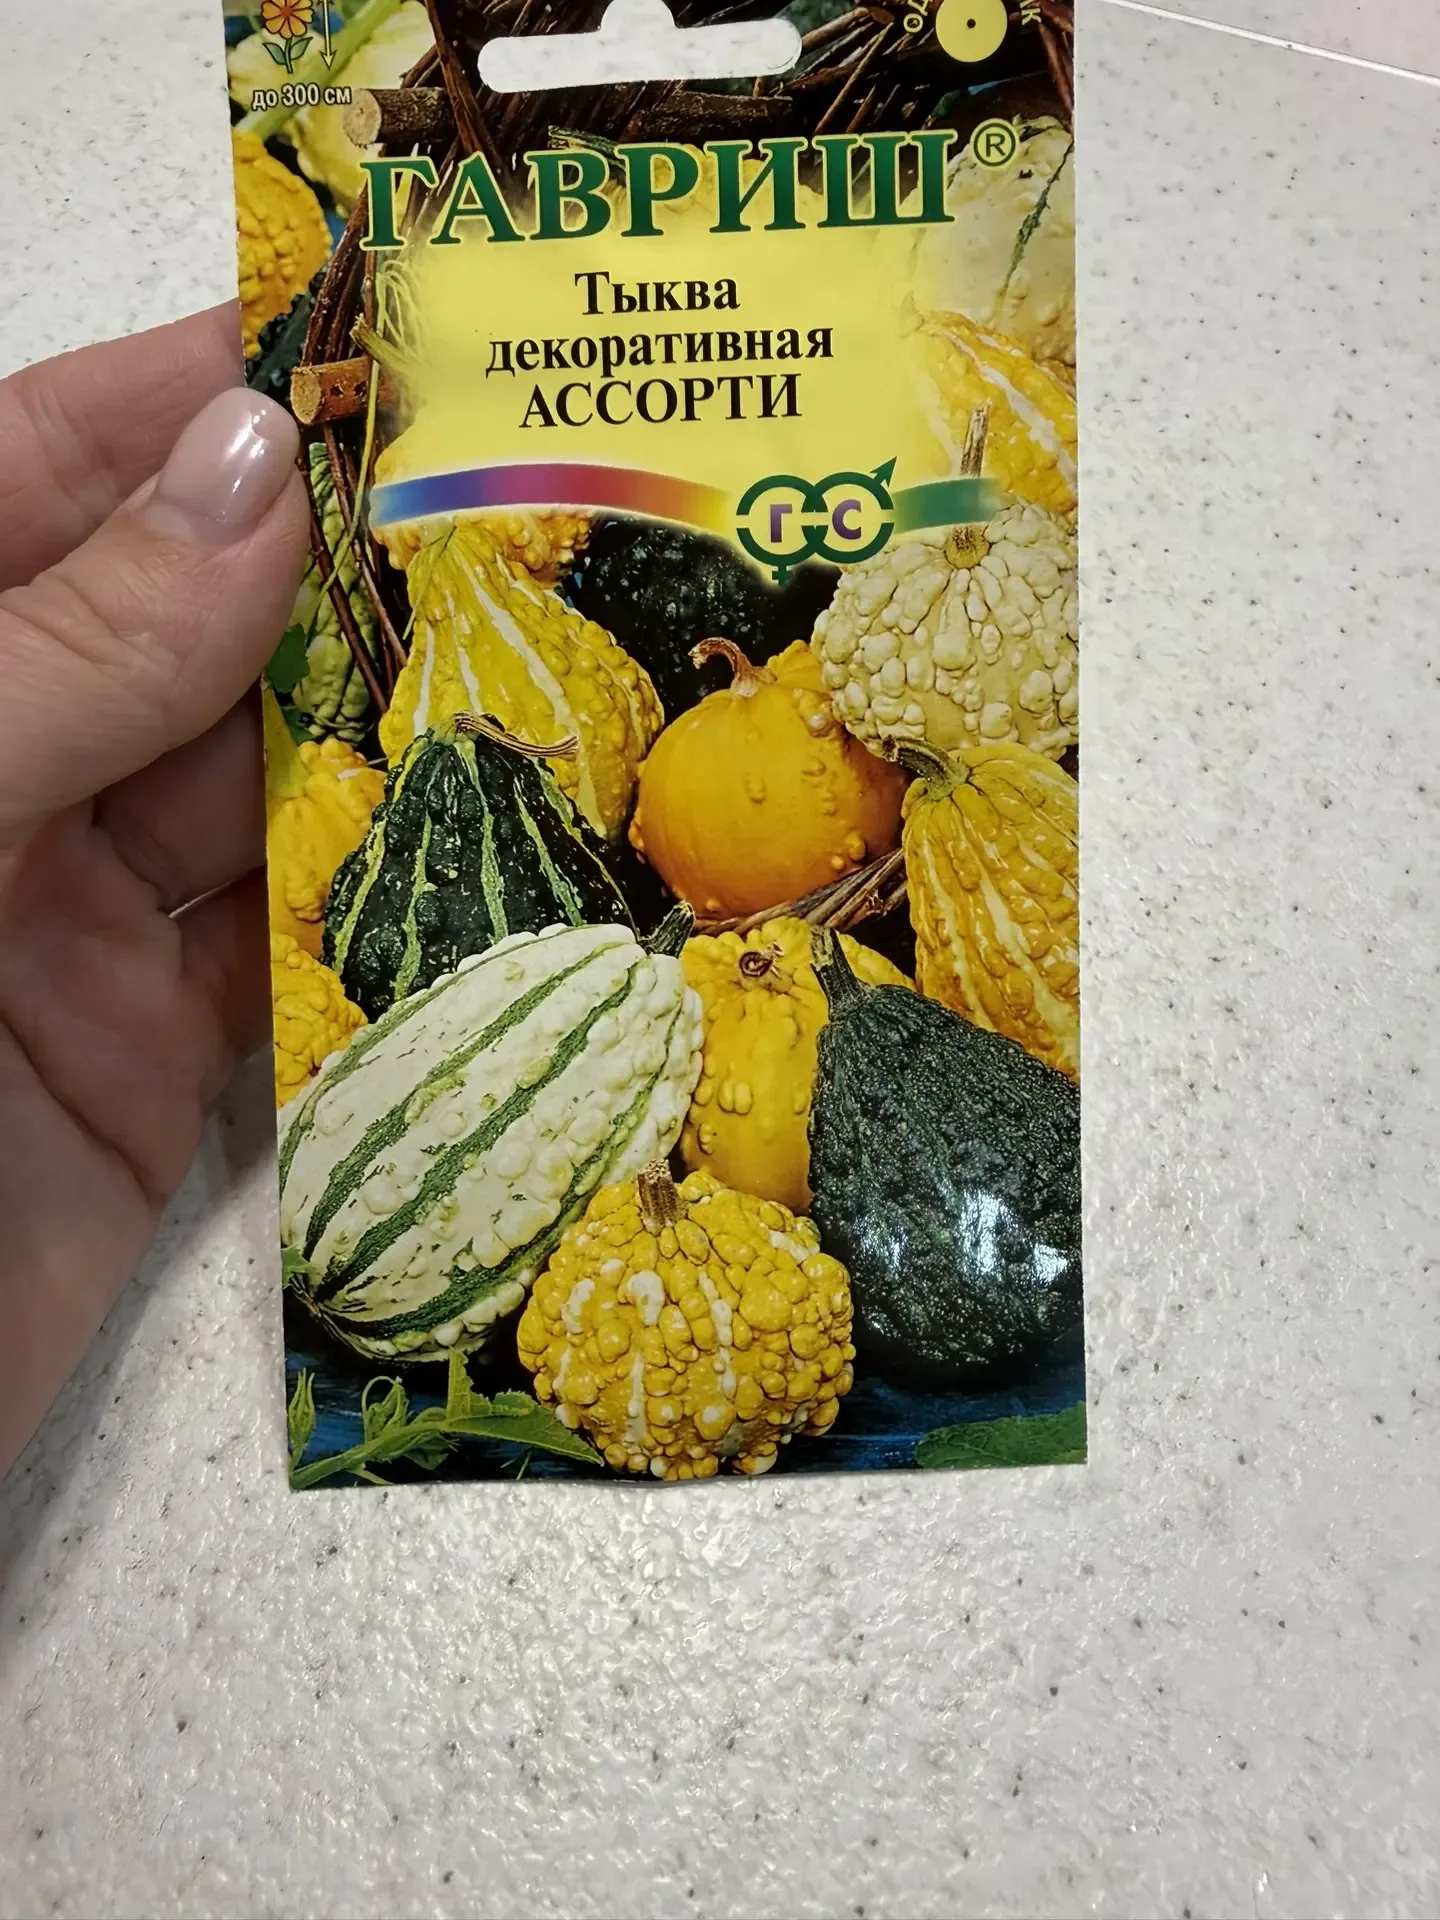 до 300 см
ГАВРИШ®
Тыква
декоративная
АССОРТИ
Г С